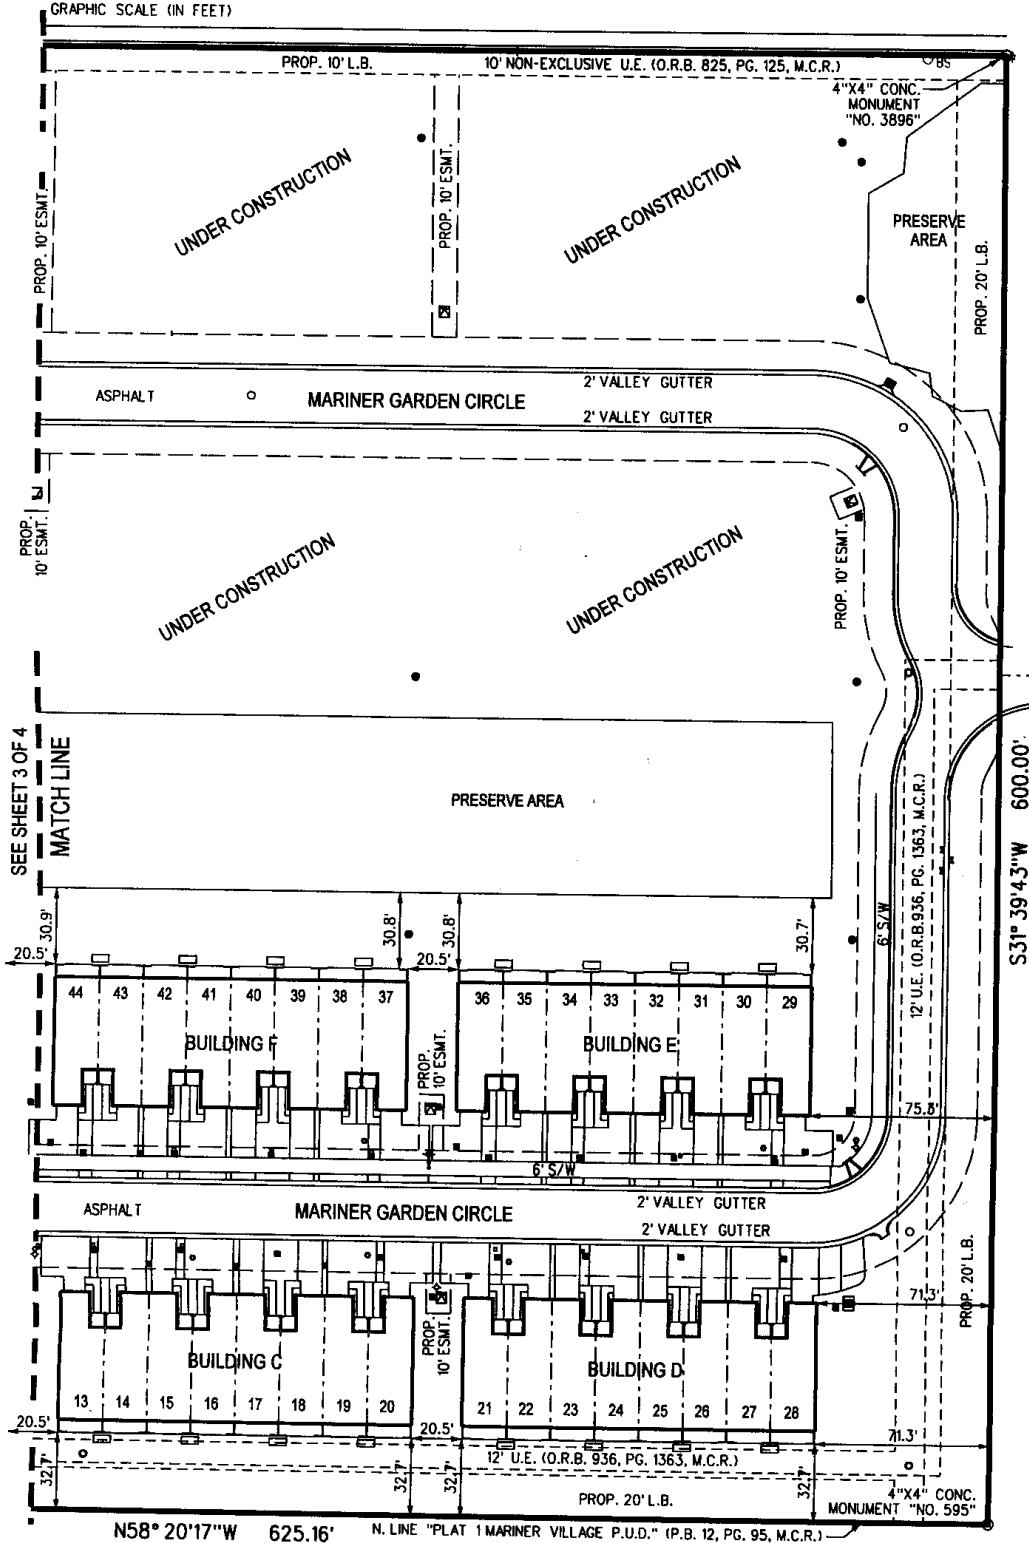 GRAPHIC SCALE (IN FEET)
PROP. 10' L.B.
10' NON-EXCLUSIVE U.E. (O.R.B. 825, PG. 125, M.C.R.)
BS
4"X4" CONC.
MONUMENT
"NO. 3896"
PROP. 10' ESMT.
UNDER CONSTRUCTION
PROP. 10' ESMT.
UNDER CONSTRUCTION
PRESERVE
AREA
PROP. 20' L.B.
2' VALLEY GUTTER
ASPHALT
MARINER GARDEN CIRCLE
2' VALLEY GUTTER
PROP.
10' ESMT.
UNDER CONSTRUCTION
UNDER CONSTRUCTION
PROP. 10' ESMT.
SEE SHEET 3 OF 4
MATCH LINE
PRESERVE AREA
12' U.E. (O.R.B. 936, PG. 1363, M.C.R.)
S31° 39'43"W 600.00'
6' S/W
20.5'
30.9'
30.8'
20.5'
30.8'
30.7'
44 43 42 41 40 39 38 37
36 35 34 33 32 31 30 29
BUILDING F
BUILDING E
PROP.
10' ESMT.
75.3'
6' S/W
ASPHALT
MARINER GARDEN CIRCLE
2' VALLEY GUTTER
2' VALLEY GUTTER
PROP. 20' L.B.
71.3'
PROP.
10' ESMT.
BUILDING C
BUILDING D
13 14 15 16 17 18 19 20
21 22 23 24 25 26 27 28
20.5'
20.5'
71.3'
32.7'
32.7'
32.7'
32.7'
12' U.E. (O.R.B. 936, PG. 1363, M.C.R.)
PROP. 20' L.B.
4"X4" CONC.
MONUMENT "NO. 595"
N58° 20'17"W 625.16'
N. LINE "PLAT 1 MARINER VILLAGE P.U.D." (P.B. 12, PG. 95, M.C.R.)